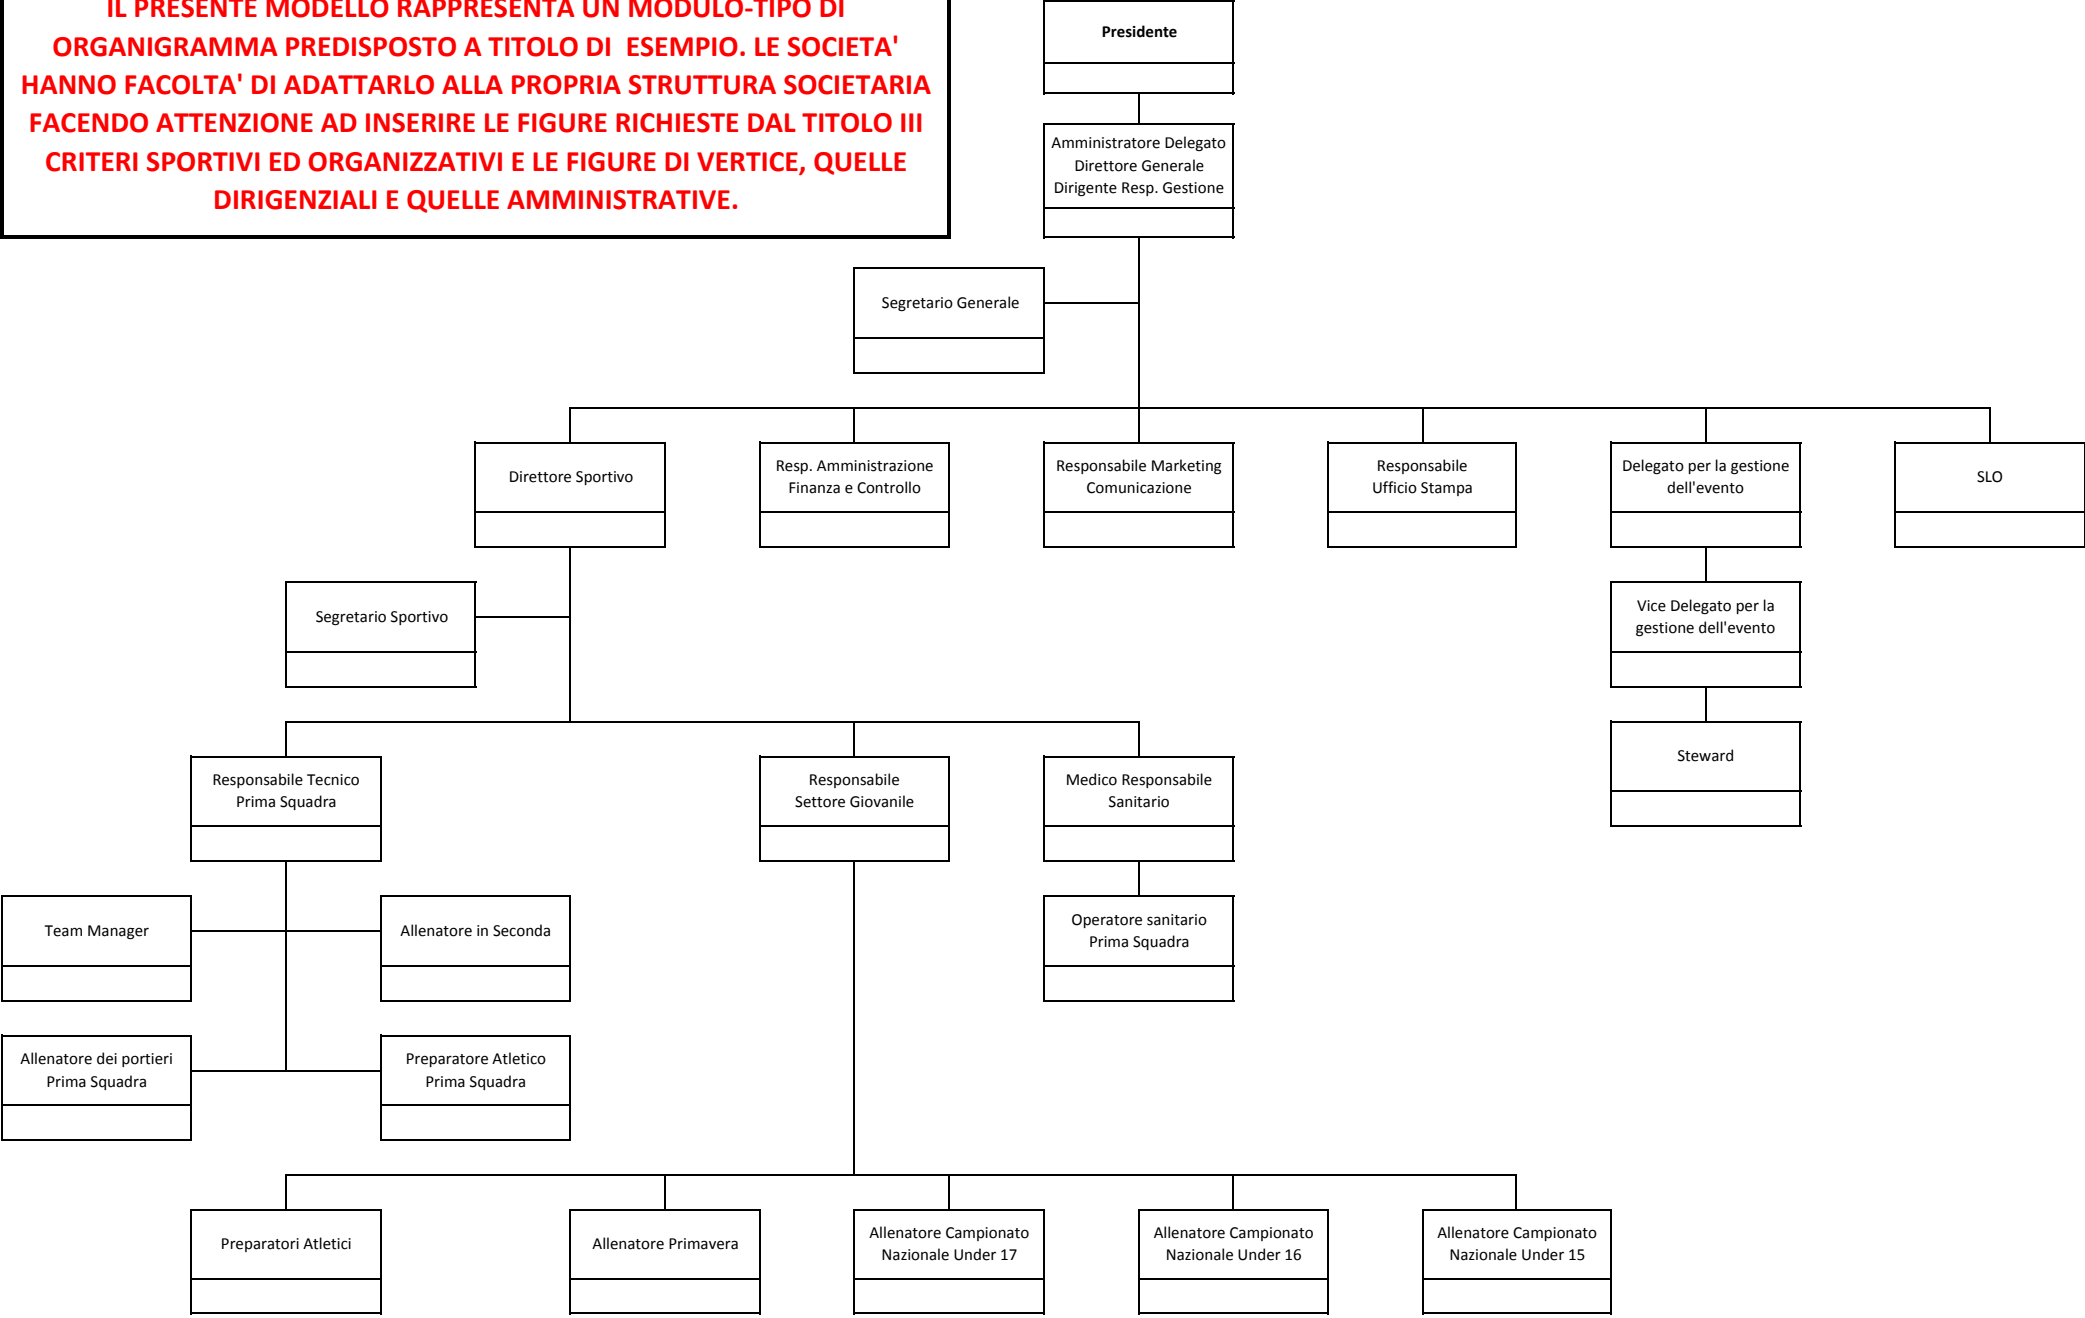 IL PRESENTE MODELLO RAPPRESENTA UN MODULO-TIPO DI
ORGANIGRAMMA PREDISPOSTO A TITOLO DI  ESEMPIO. LE SOCIETA'
HANNO FACOLTA' DI ADATTARLO ALLA PROPRIA STRUTTURA SOCIETARIA
FACENDO ATTENZIONE AD INSERIRE LE FIGURE RICHIESTE DAL TITOLO III
CRITERI SPORTIVI ED ORGANIZZATIVI E LE FIGURE DI VERTICE, QUELLE
DIRIGENZIALI E QUELLE AMMINISTRATIVE.
Presidente
Amministratore Delegato
Direttore Generale
Dirigente Resp. Gestione
Segretario Generale
Direttore Sportivo
Resp. Amministrazione
Finanza e Controllo
Responsabile Marketing
Comunicazione
Responsabile
Ufficio Stampa
Delegato per la gestione
dell'evento
SLO
Segretario Sportivo
Vice Delegato per la
gestione dell'evento
Steward
Responsabile Tecnico
Prima Squadra
Responsabile
Settore Giovanile
Medico Responsabile
Sanitario
Team Manager
Allenatore in Seconda
Operatore sanitario
Prima Squadra
Allenatore dei portieri
Prima Squadra
Preparatore Atletico
Prima Squadra
Preparatori Atletici
Allenatore Primavera
Allenatore Campionato
Nazionale Under 17
Allenatore Campionato
Nazionale Under 16
Allenatore Campionato
Nazionale Under 15